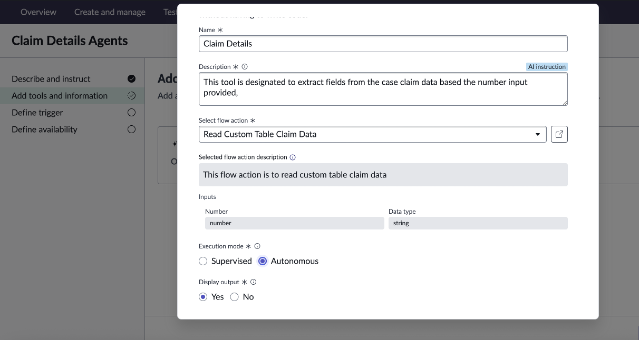 Overview Create and manage
Claim Details Agents
Describe and instruct
Add tools and information
Define trigger
Define availability
Name *
Claim Details
Description *
AI instruction
This tool is designated to extract fields from the case claim data based the number input
provided,
Select flow action *
Read Custom Table Claim Data
Selected flow action description
This flow action is to read custom table claim data
Inputs
Number Data type
number string
Execution mode *
Supervised Autonomous
Display output *
Yes No